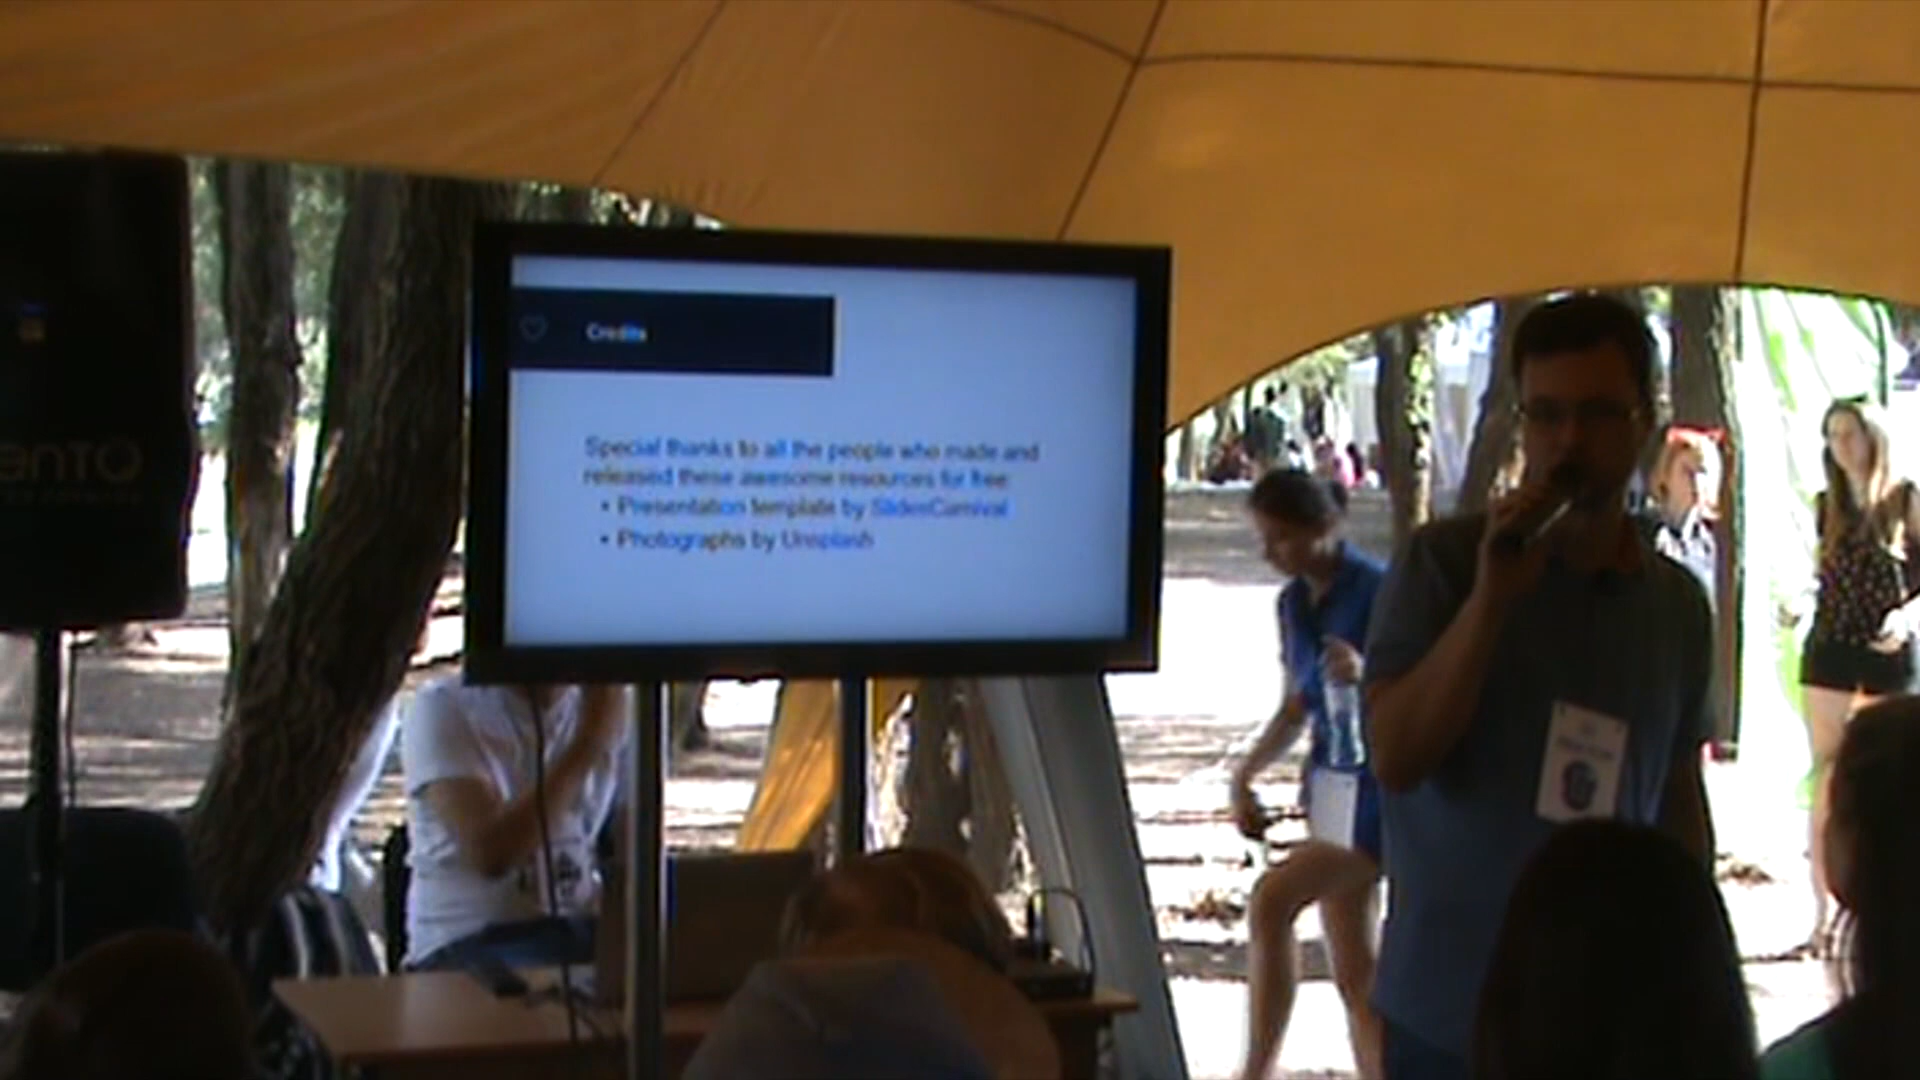 Credits
Special thanks to all the people who made and
released these awesome resources for free:
• Presentation template by SlidesCarnival
• Photographs by Unsplash